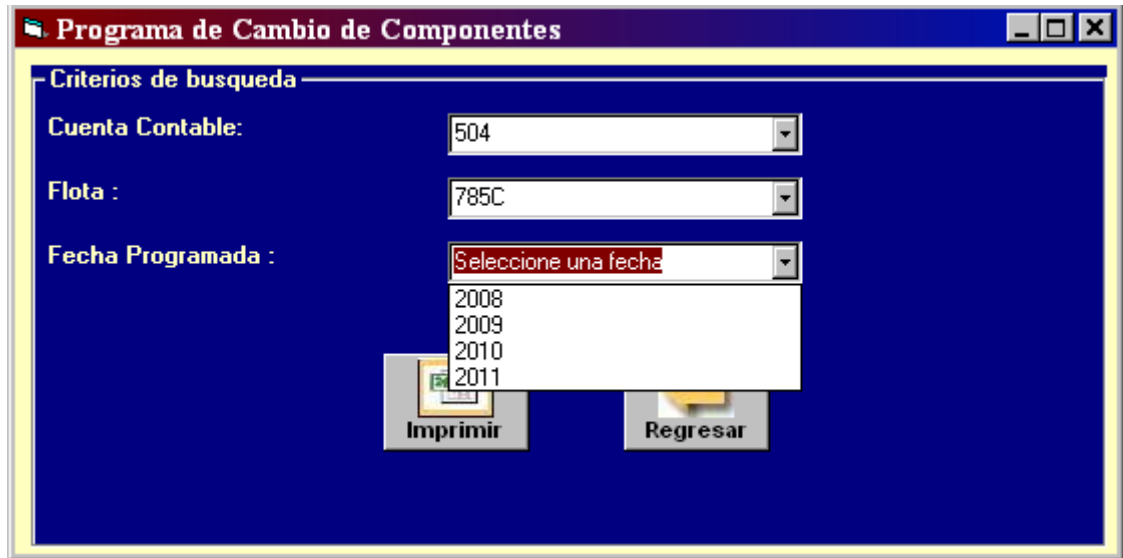 Programa de Cambio de Componentes
Criterios de busqueda
Cuenta Contable:
504
Flota :
785C
Fecha Programada :
Seleccione una fecha
2008
2009
2010
2011
Imprimir
Regresar